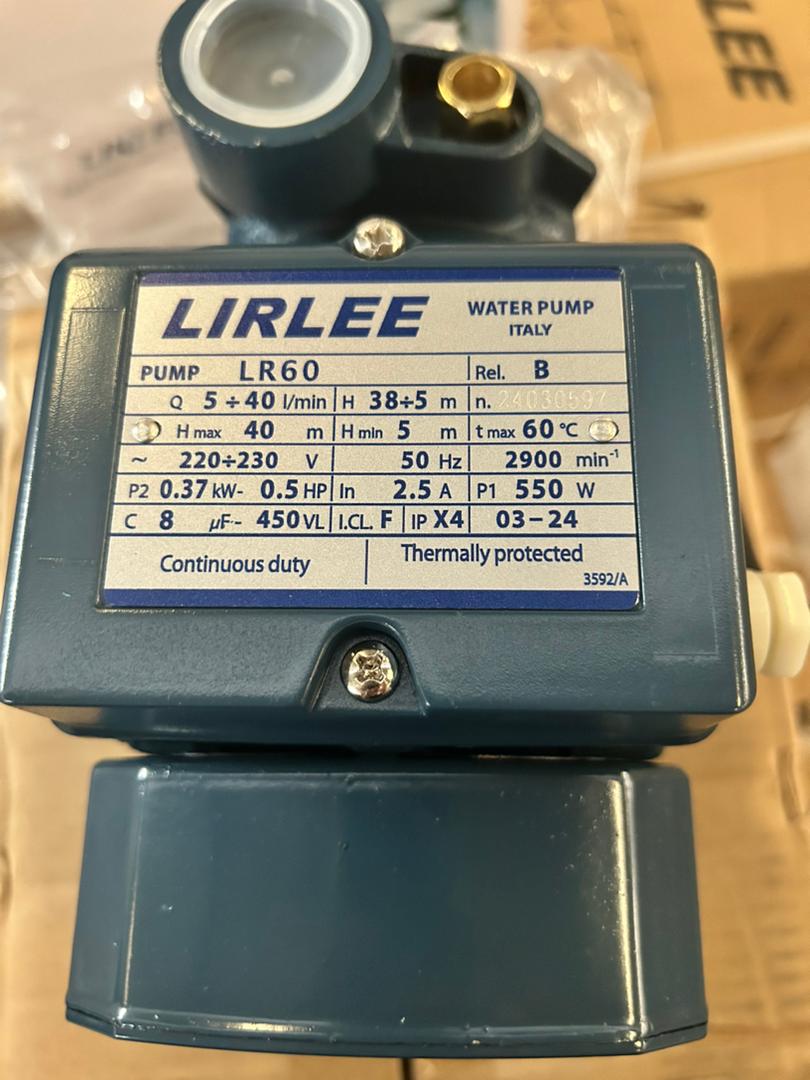 LEE
LIRLEE WATER PUMP
ITALY
PUMP LR60 Rel. B
Q 5÷40 l/min H 38÷5 m n. 24030597
H max 40 m H min 5 m t max 60 °C
~ 220÷230 V 50 Hz 2900 min-1
P2 0.37 kW- 0.5 HP In 2.5 A P1 550 W
C 8 µF- 450 VL I.CL. F IP X4 03-24
Continuous duty Thermally protected
3592/A